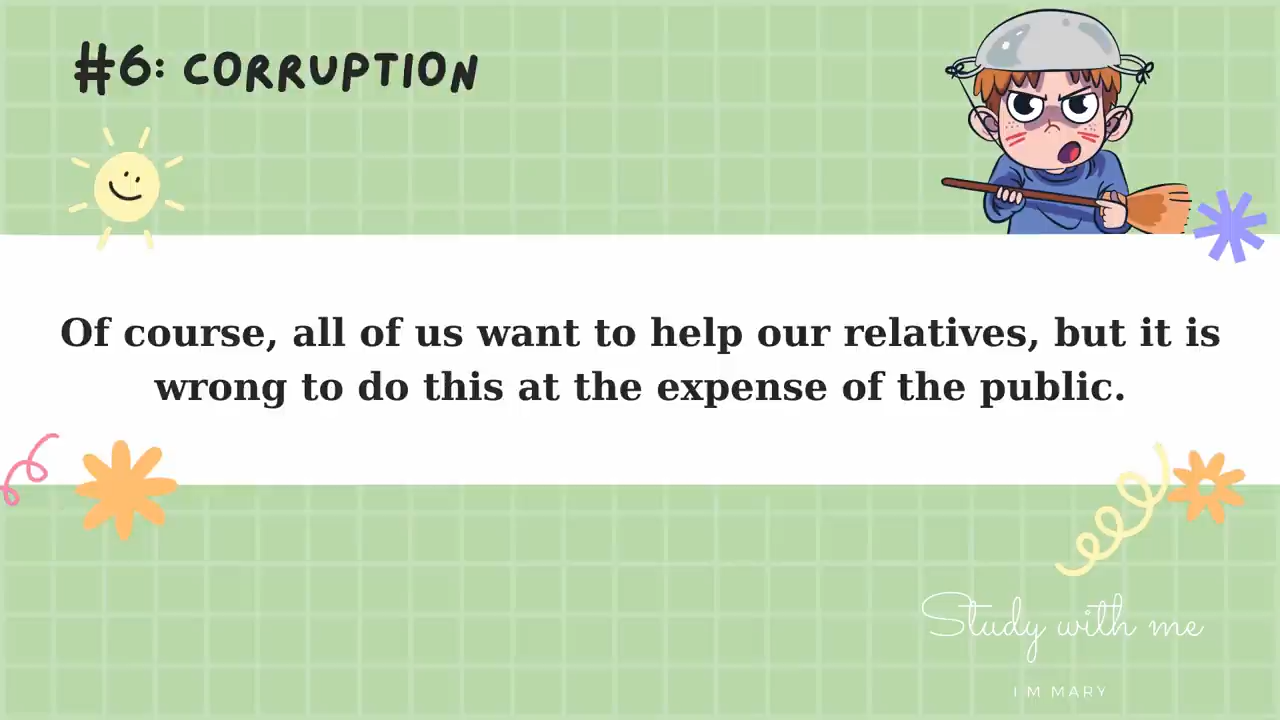 #6: CORRUPTION
Of course, all of us want to help our relatives, but it is
wrong to do this at the expense of the public.
Study with me
I M MARY